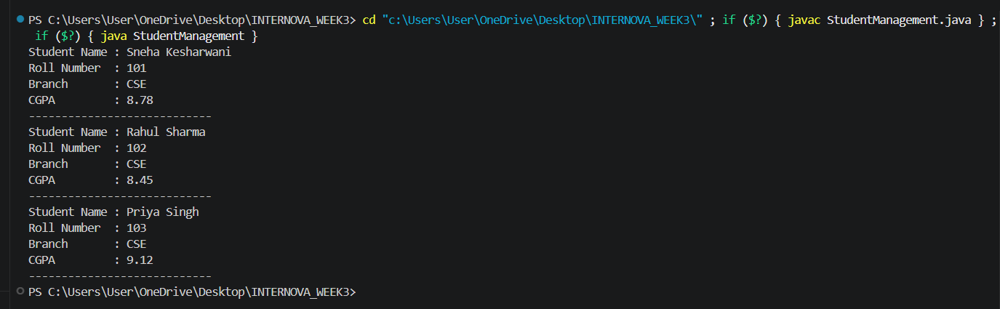 PS C:\Users\User\OneDrive\Desktop\INTERNOVA_WEEK3> cd "c:\Users\User\OneDrive\Desktop\INTERNOVA_WEEK3\" ; if ($?) { javac StudentManagement.java } ;
if ($?) { java StudentManagement }
Student Name : Sneha Kesharwani
Roll Number  : 101
Branch       : CSE
CGPA         : 8.78
----------------------------
Student Name : Rahul Sharma
Roll Number  : 102
Branch       : CSE
CGPA         : 8.45
----------------------------
Student Name : Priya Singh
Roll Number  : 103
Branch       : CSE
CGPA         : 9.12
----------------------------
PS C:\Users\User\OneDrive\Desktop\INTERNOVA_WEEK3>